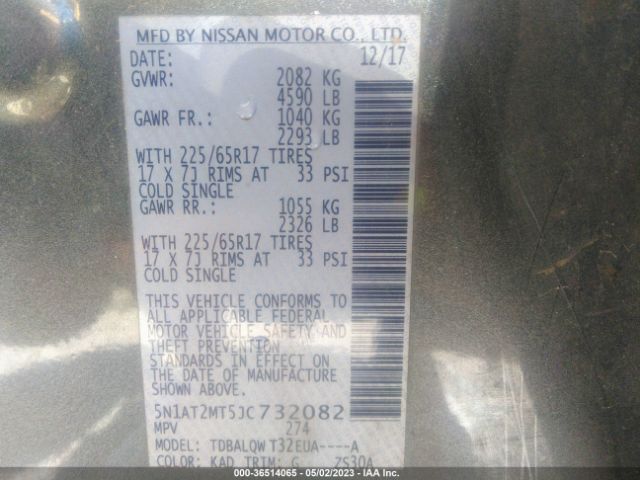 MFD BY NISSAN MOTOR CO., LTD.
DATE: 12/17
GVWR: 2082 KG
4590 LB
GAWR FR.: 1040 KG
2293 LB
WITH 225/65R17 TIRES
17 X 7J RIMS AT 33 PSI
COLD SINGLE
GAWR RR.: 1055 KG
2326 LB
WITH 225/65R17 TIRES
17 X 7J RIMS AT 33 PSI
COLD SINGLE
THIS VEHICLE CONFORMS TO
ALL APPLICABLE FEDERAL
MOTOR VEHICLE SAFETY AND
THEFT PREVENTION
STANDARDS IN EFFECT ON
THE DATE OF MANUFACTURE
SHOWN ABOVE.
5N1AT2MT5JC732082
MPV 274
MODEL: TDBALQWT32EUA----A
COLOR: KAD TRIM: G ZS30A
© - 36514065 - 05/02/2023 - IAAI.COM